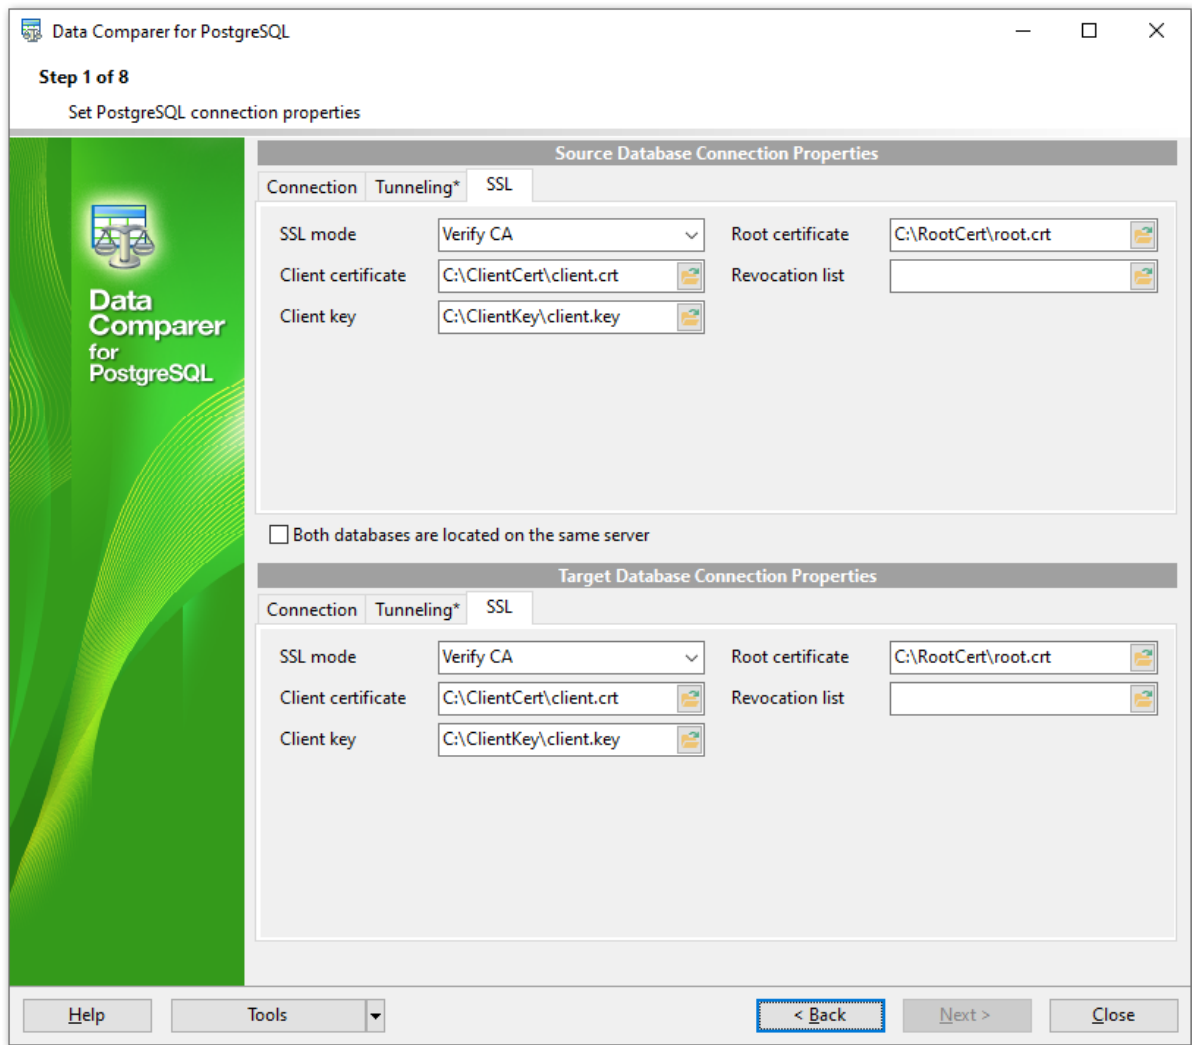 Data Comparer for PostgreSQL
Step 1 of 8
Set PostgreSQL connection properties
Data
Comparer
for
PostgreSQL
Source Database Connection Properties
Connection Tunneling* SSL
SSL mode Verify CA Root certificate C:\RootCert\root.crt
Client certificate C:\ClientCert\client.crt Revocation list
Client key C:\ClientKey\client.key
Both databases are located on the same server
Target Database Connection Properties
Connection Tunneling* SSL
SSL mode Verify CA Root certificate C:\RootCert\root.crt
Client certificate C:\ClientCert\client.crt Revocation list
Client key C:\ClientKey\client.key
Help Tools < Back Next > Close